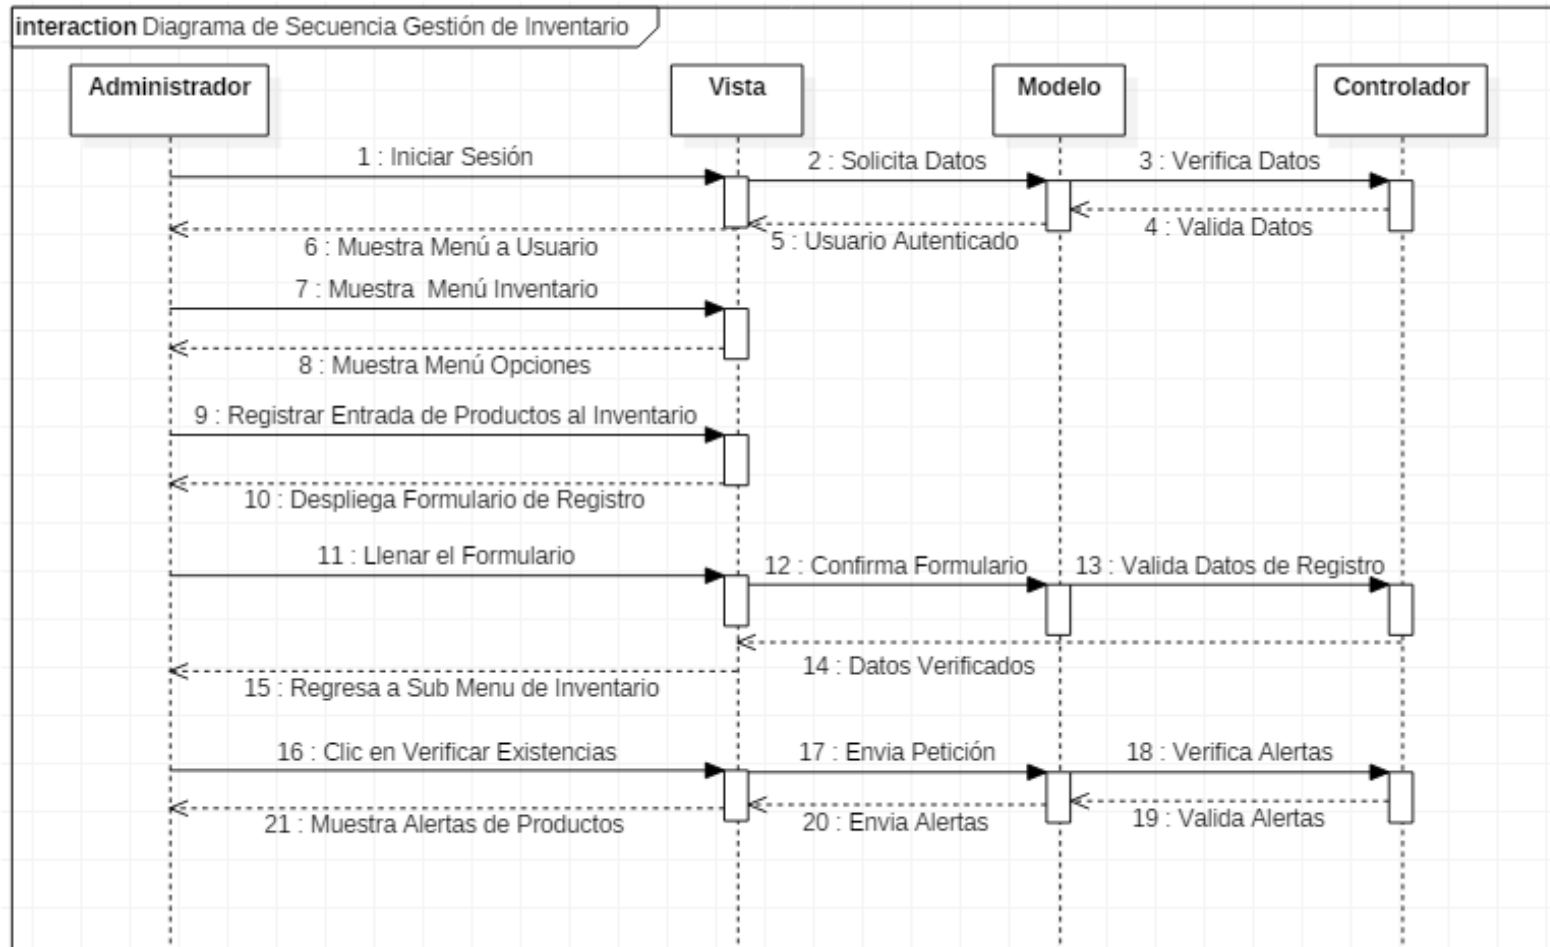 interaction Diagrama de Secuencia Gestión de Inventario
Administrador
Vista
Modelo
Controlador
1 : Iniciar Sesión
2 : Solicita Datos
3 : Verifica Datos
4 : Valida Datos
5 : Usuario Autenticado
6 : Muestra Menú a Usuario
7 : Muestra  Menú Inventario
8 : Muestra Menú Opciones
9 : Registrar Entrada de Productos al Inventario
10 : Despliega Formulario de Registro
11 : Llenar el Formulario
12 : Confirma Formulario
13 : Valida Datos de Registro
14 : Datos Verificados
15 : Regresa a Sub Menu de Inventario
16 : Clic en Verificar Existencias
17 : Envia Petición
18 : Verifica Alertas
19 : Valida Alertas
20 : Envia Alertas
21 : Muestra Alertas de Productos